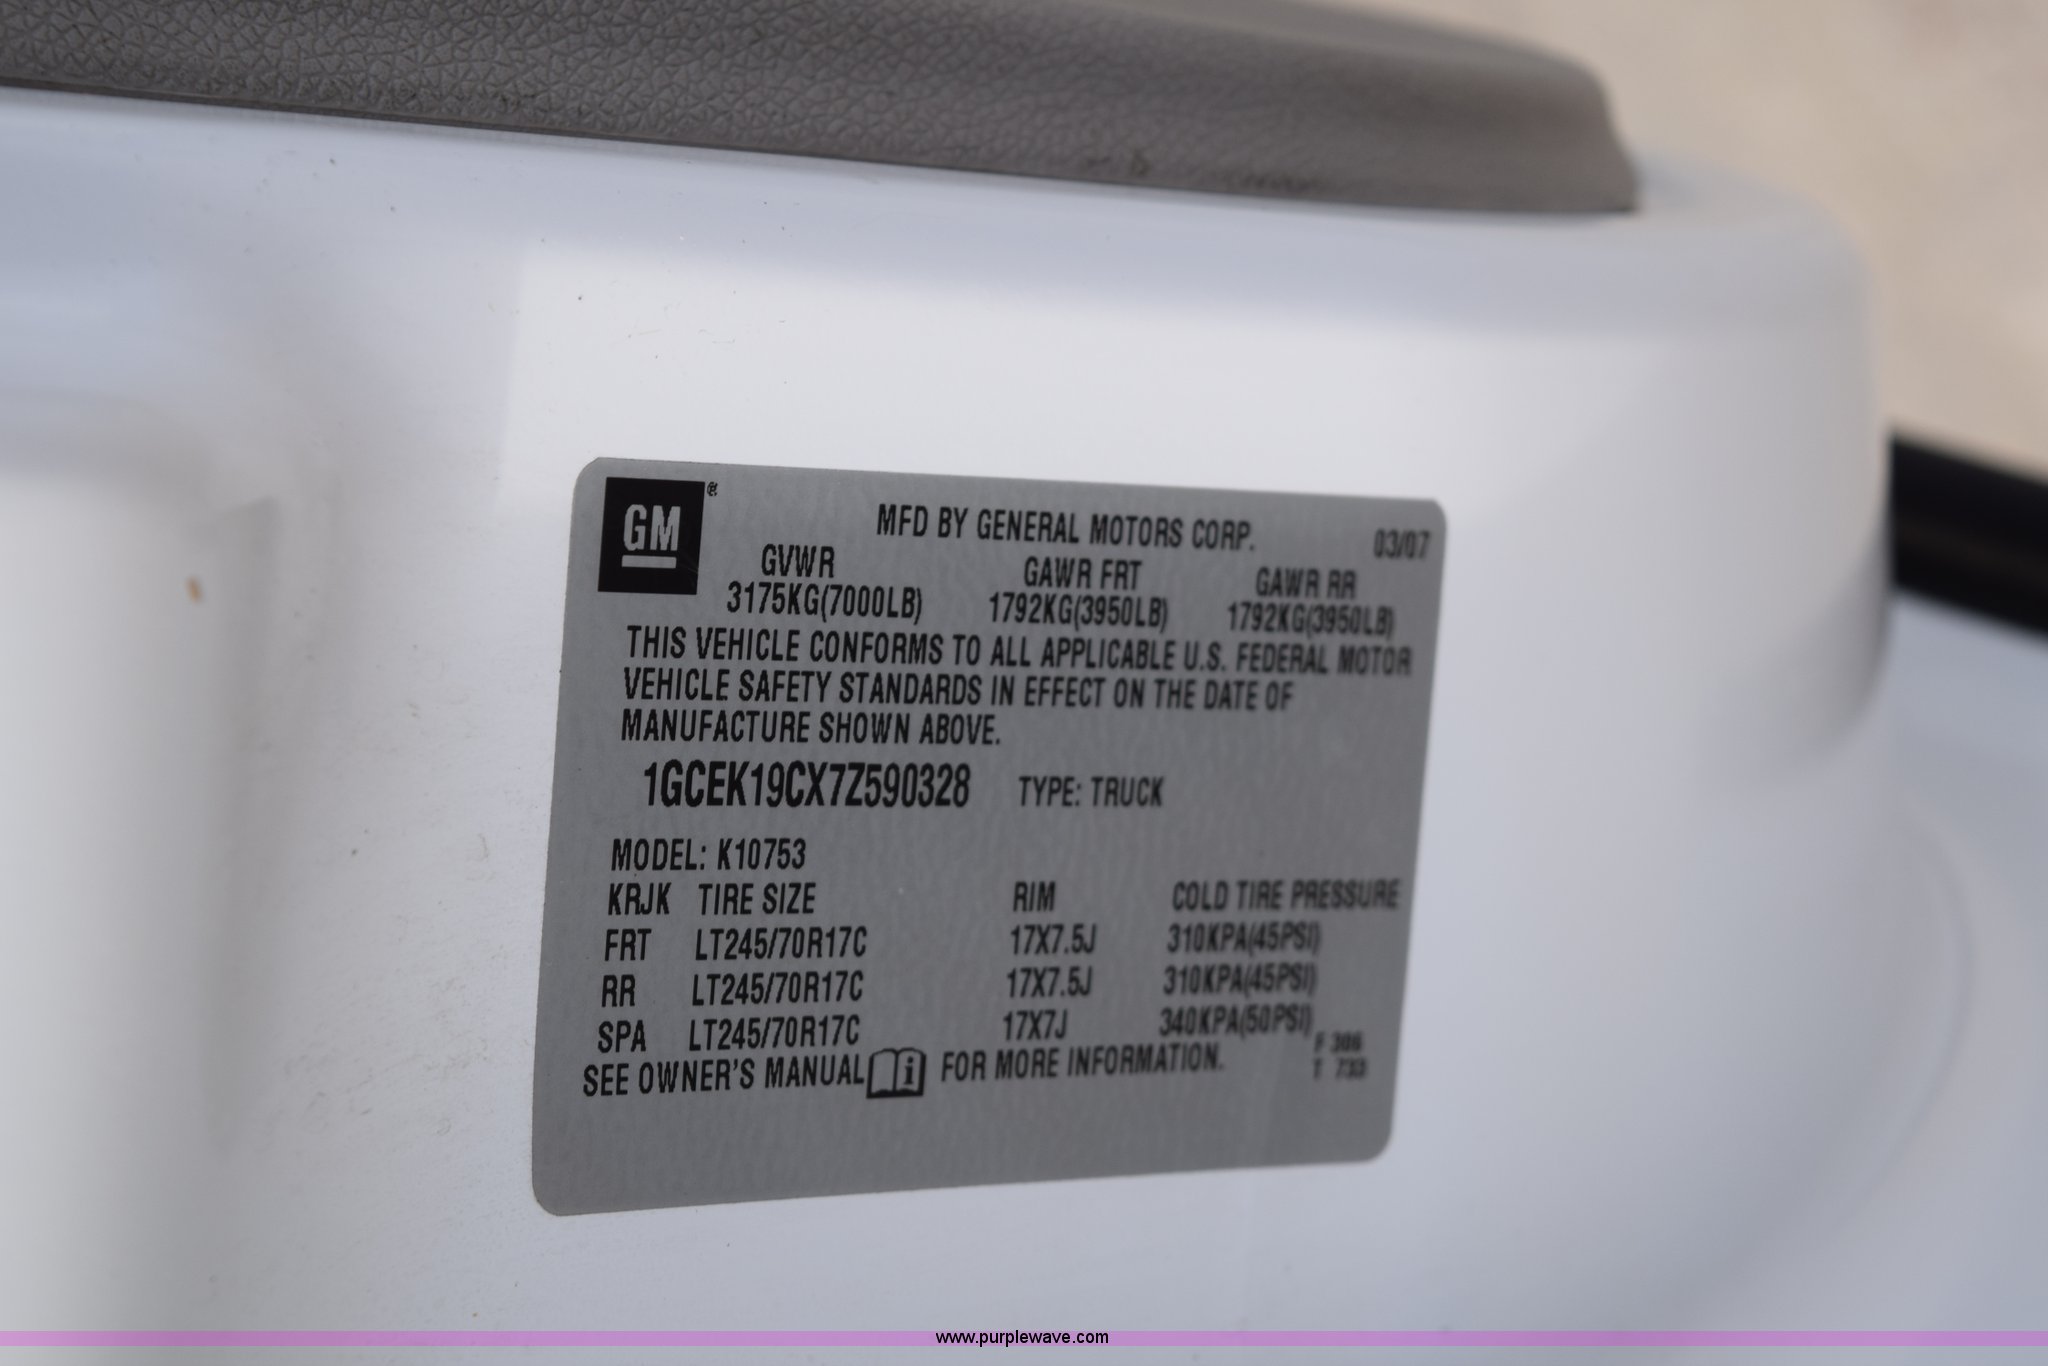 GM
MFD BY GENERAL MOTORS CORP. 03/07
GVWR GAWR FRT GAWR RR
3175KG(7000LB) 1792KG(3950LB) 1792KG(3950LB)
THIS VEHICLE CONFORMS TO ALL APPLICABLE U.S. FEDERAL MOTOR
VEHICLE SAFETY STANDARDS IN EFFECT ON THE DATE OF
MANUFACTURE SHOWN ABOVE.
1GCEK19CX7Z590328 TYPE: TRUCK
MODEL: K10753
KRJK TIRE SIZE RIM COLD TIRE PRESSURE
FRT LT245/70R17C 17X7.5J 310KPA(45PSI)
RR LT245/70R17C 17X7.5J 310KPA(45PSI)
SPA LT245/70R17C 17X7J 340KPA(50PSI)
SEE OWNER'S MANUAL i FOR MORE INFORMATION.
F 306
T 733
www.purplewave.com